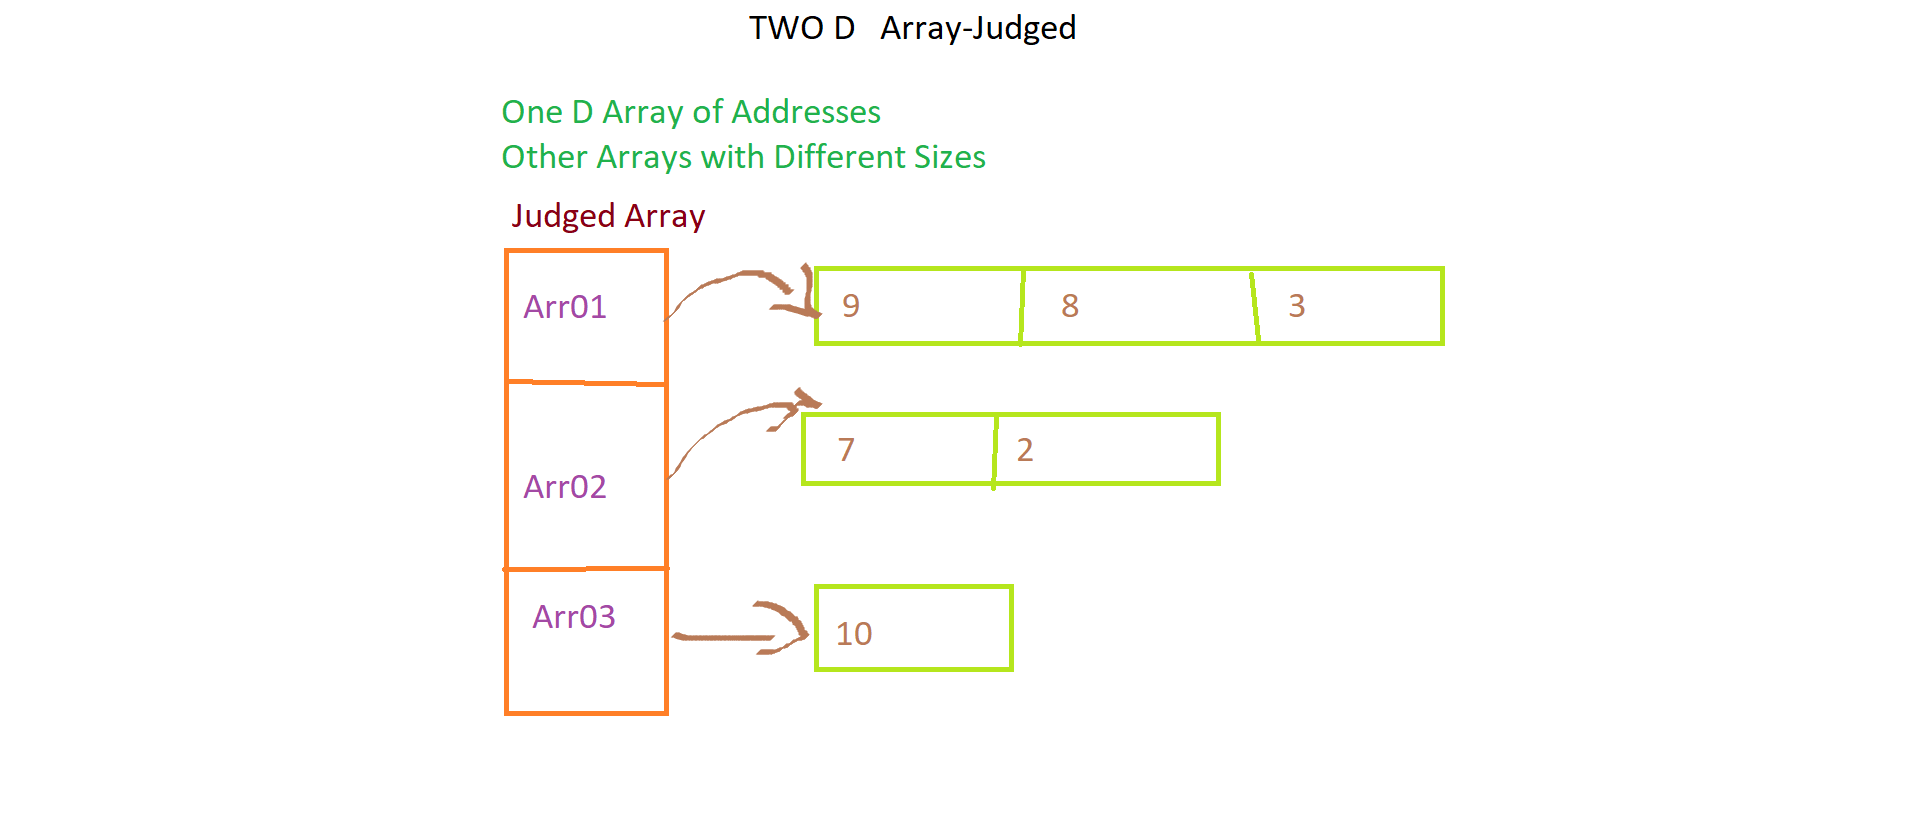 TWO D Array-Judged
One D Array of Addresses
Other Arrays with Different Sizes
Judged Array
Arr01
9 8 3
Arr02
7 2
Arr03
10